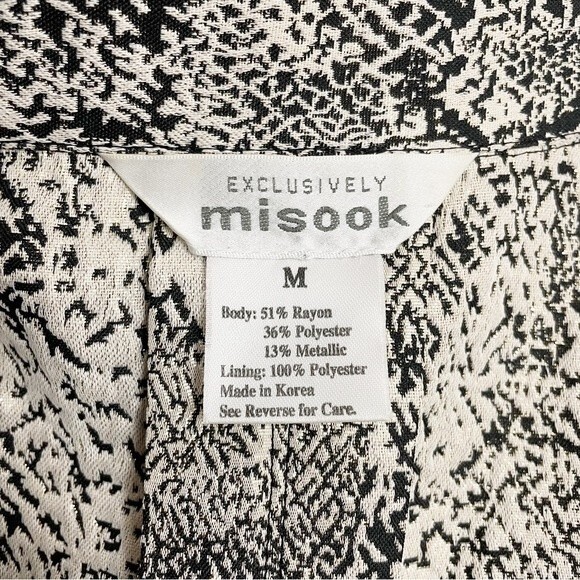 EXCLUSIVELY
misook
M
Body: 51% Rayon
36% Polyester
13% Metallic
Lining: 100% Polyester
Made in Korea
See Reverse for Care.